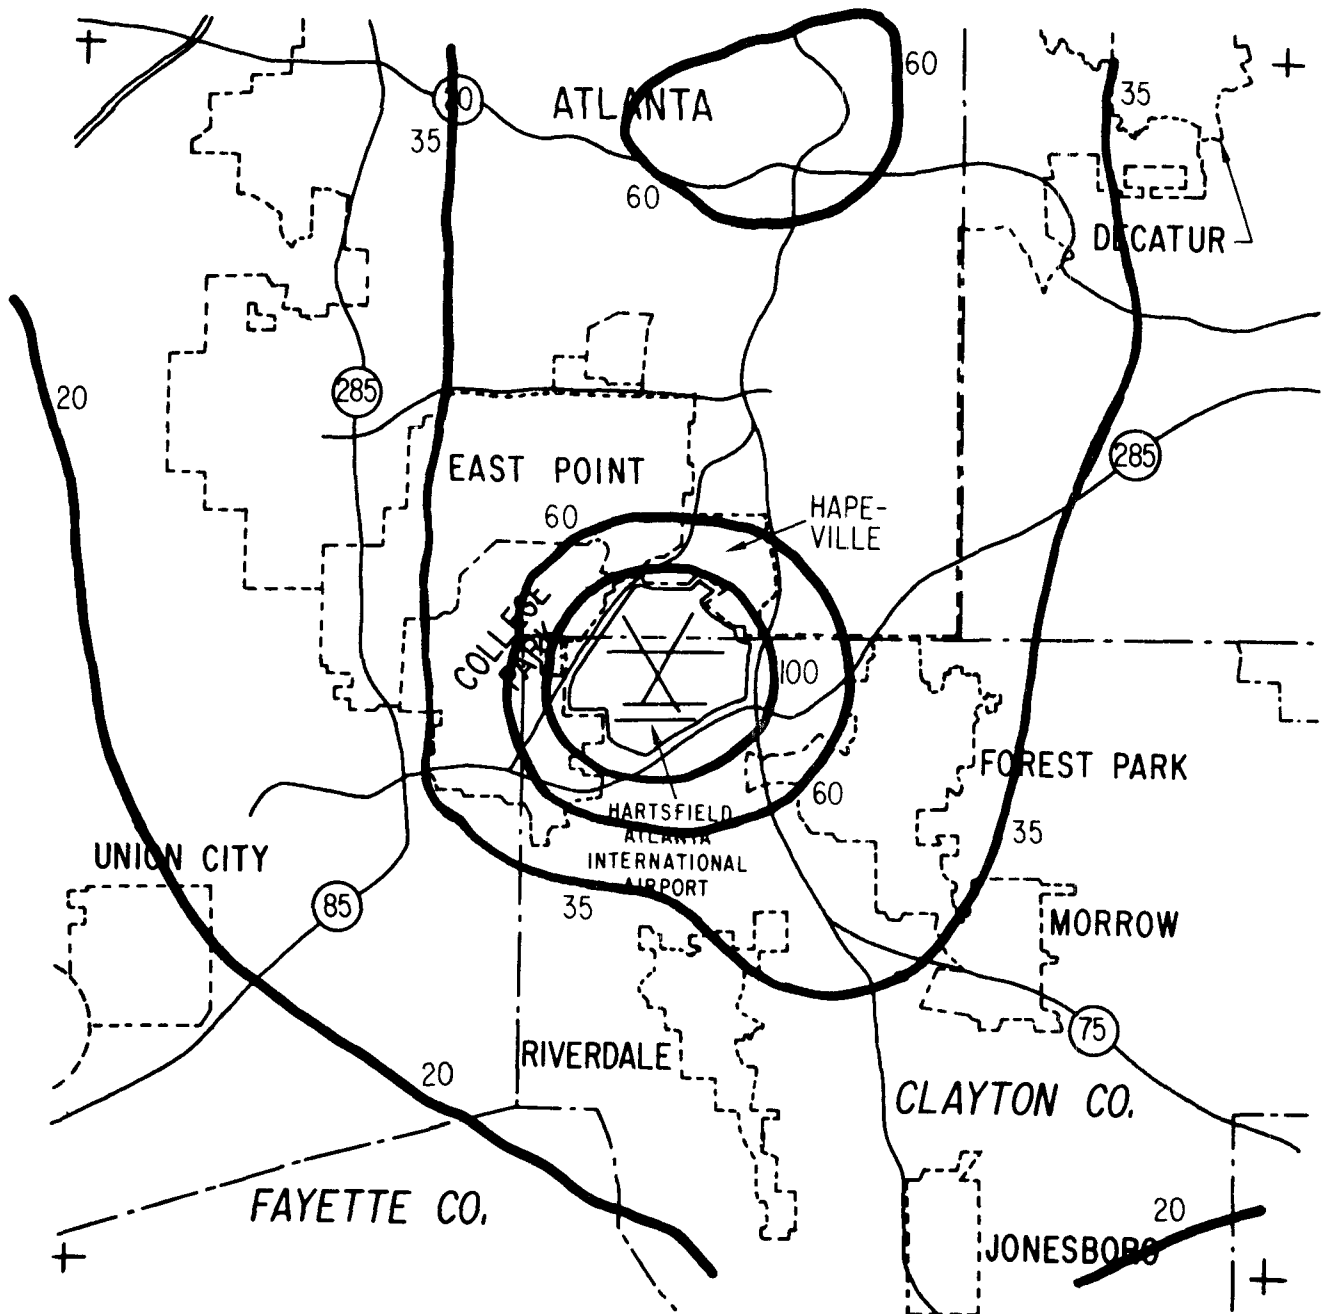 60
35
20
ATLANTA
35
60
DECATUR
285
20
285
EAST POINT
60
HAPE-
VILLE
COLLEGE
PARK
100
FOREST PARK
60
HARTSFIELD
ATLANTA
INTERNATIONAL
AIRPORT
35
UNION CITY
85
35
MORROW
75
RIVERDALE
20
CLAYTON CO.
FAYETTE CO.
20
JONESBORO